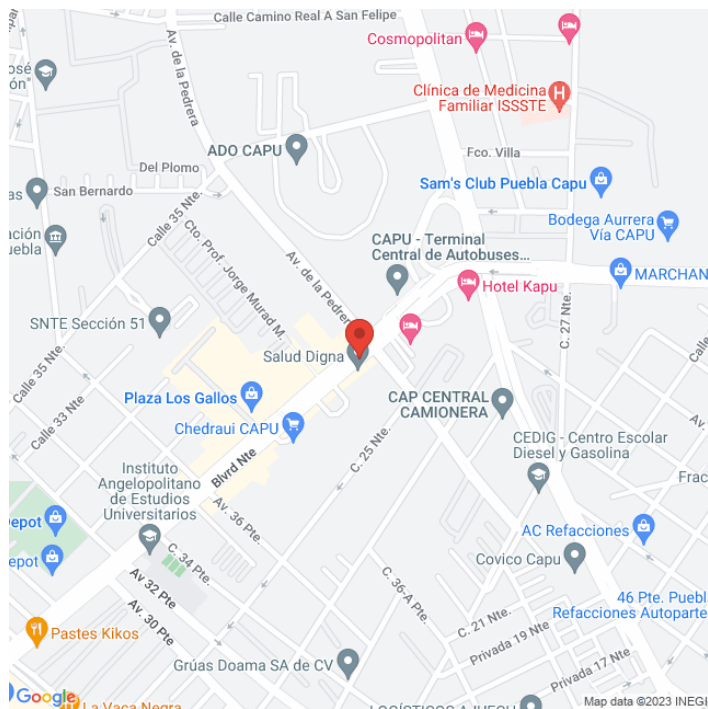 Calle Camino Real A San Felipe
Av. de la Pedrera
Cosmopolitan
José
Clínica de Medicina
Familiar ISSSTE
ADO CAPU
Fco. Villa
Del Plomo
San Bernardo
Sam's Club Puebla Capu
Calle 35 Nte.
Bodega Aurrera
Vía CAPU
Cto. Prof. Jorge Murad M.
Av. de la Pedrera
CAPU - Terminal
Central de Autobuses...
MARCHAN
Hotel Kapu
C. 27 Nte.
SNTE Sección 51
Salud Digna
Calle 35 Nte.
Plaza Los Gallos
CAP CENTRAL
CAMIONERA
Calle 33 Nte.
Chedraui CAPU
C. 25 Nte.
CEDIG - Centro Escolar
Diesel y Gasolina
Blvrd Nte
Instituto
Angelopolitano
de Estudios
Universitarios
Frac
Av. 36 Pte.
Depot
AC Refacciones
Depot
C. 34 Pte.
Covico Capu
Av 32 Pte
C. 36-A Pte.
46 Pte. Puebla
Refacciones Autoparte
Av. 30 Pte
C. 21 Nte.
Pastes Kikos
Privada 19 Nte
Grúas Doama SA de CV
Privada 17 Nte.
Google
La Vaca Negra
Map data ©2023 INEGI